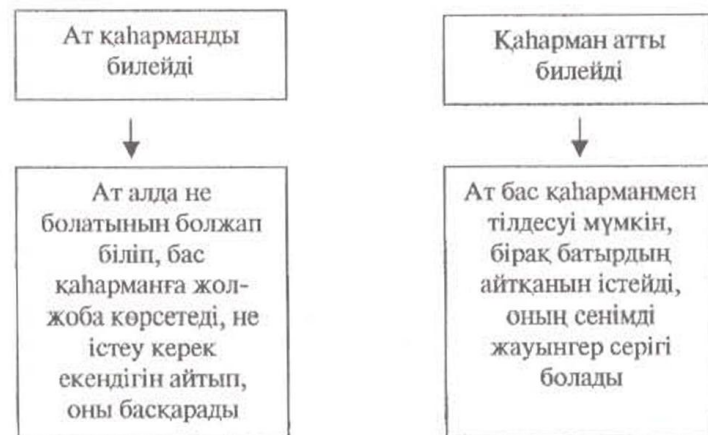 Ат қаһарманды
билейді
Қаһарман атты
билейді
Ат алда не
болатынын болжап
біліп, бас
қаһарманға жол-
жоба көрсетеді, не
істеу керек
екендігін айтып,
оны басқарады
Ат бас қаһарманмен
тілдесуі мүмкін,
бірақ батырдың
айтқанын істейді,
оның сенімді
жауынгер серігі
болады